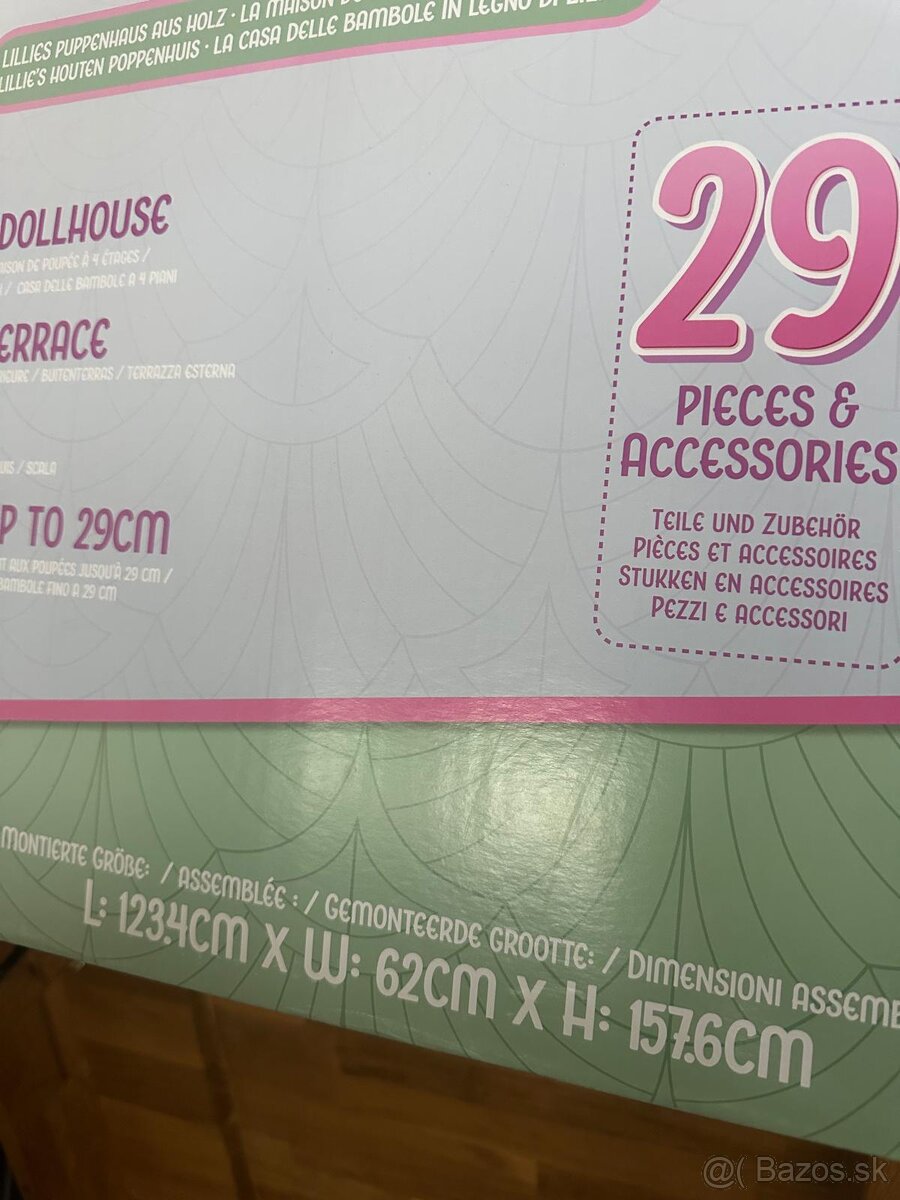 LILLIES PUPPENHAUS AUS HOLZ · LA MAISON
LILLIE'S HOUTEN POPPENHUIS · LA CASA DELLE BAMBOLE IN LEGNO DI
29
DOLLHOUSE
DE POUPÉE À 4 ÉTAGES /
/ CASA DELLE BAMBOLE A 4 PIANI
ERRACE
/ BUITENTERRAS / TERRAZZA ESTERNA
PIECES &
ACCESSORIES
/ SCALA
P TO 29CM
AUX POUPÉES JUSQU'À 29 CM /
BAMBOLE FINO A 29 CM
TEILE UND ZUBEHÖR
PIÈCES ET ACCESSOIRES
STUKKEN EN ACCESSOIRES
PEZZI E ACCESSORI
MONTIERTE GRÖßE: / ASSEMBLÉE : / GEMONTEERDE GROOTTE: / DIMENSIONI ASSEMB
L: 123.4CM X W: 62CM X H: 157.6CM
@( Bazos.sk